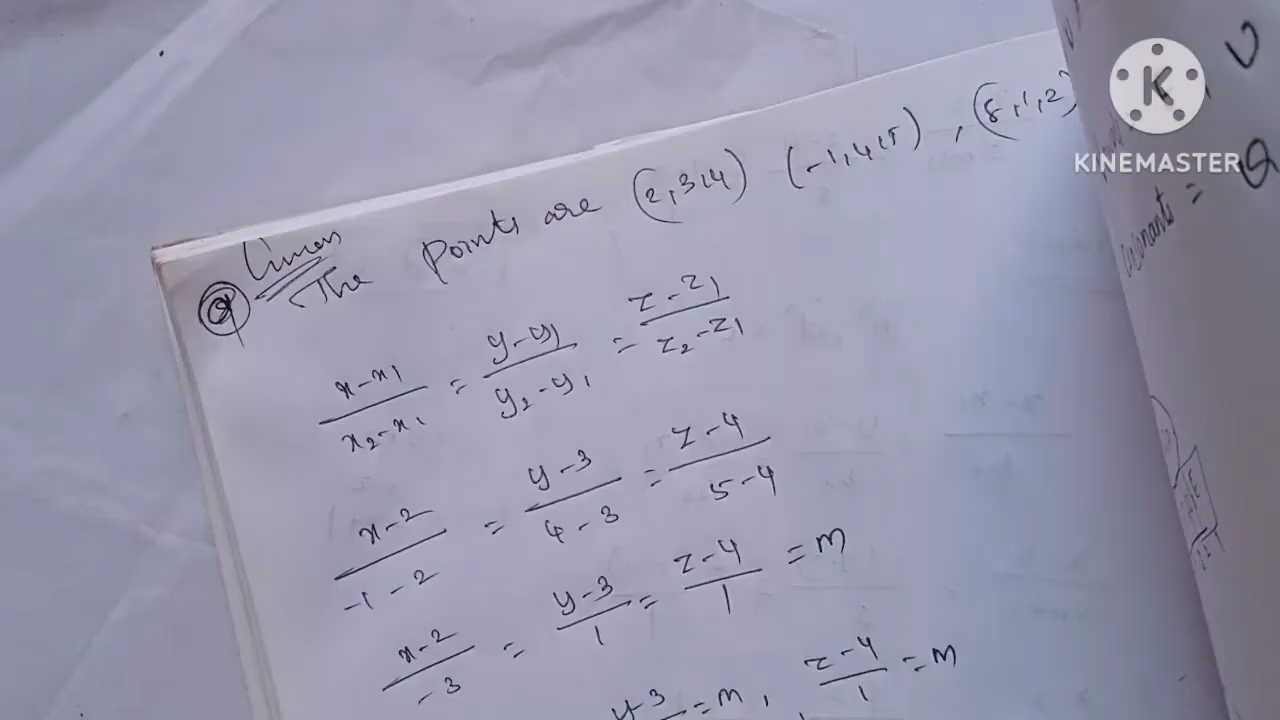 Given
The points are (2,3,4) (-1,4,5), (8,1,2)
x-x1/x2-x1 = y-y1/y2-y1 = z-z1/z2-z1
x-2/-1-2 = y-3/4-3 = z-4/5-4
x-2/-3 = y-3/1 = z-4/1 = m
y-3 = m, z-4/1 = m
KINEMASTER